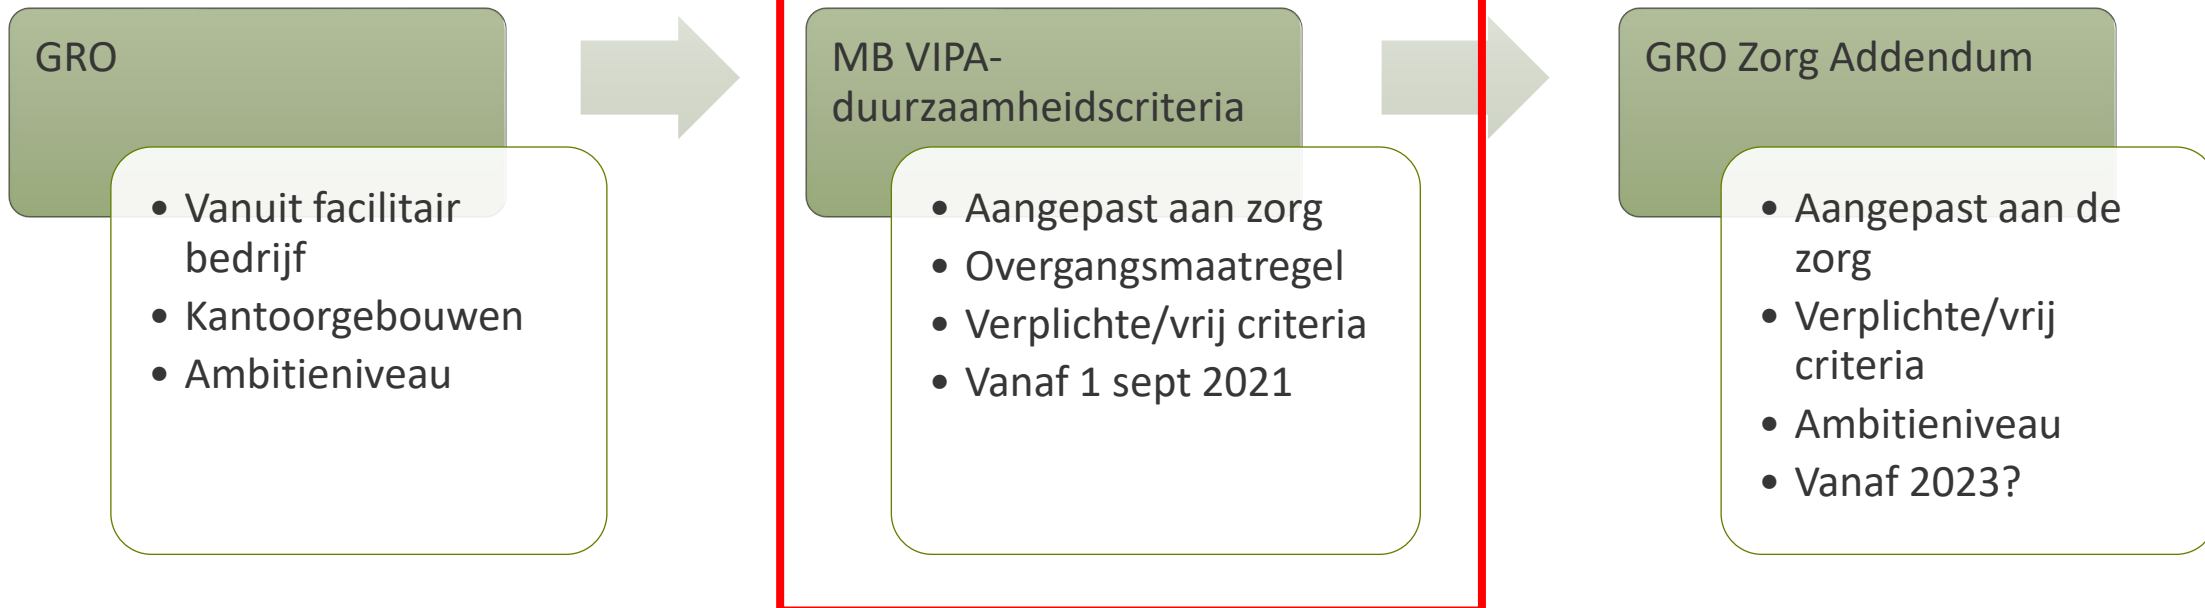 GRO
• Vanuit facilitair
bedrijf
• Kantoorgebouwen
• Ambitieniveau
MB VIPA-
duurzaamheidscriteria
• Aangepast aan zorg
• Overgangsmaatregel
• Verplichte/vrij criteria
• Vanaf 1 sept 2021
GRO Zorg Addendum
• Aangepast aan de
zorg
• Verplichte/vrij
criteria
• Ambitieniveau
• Vanaf 2023?